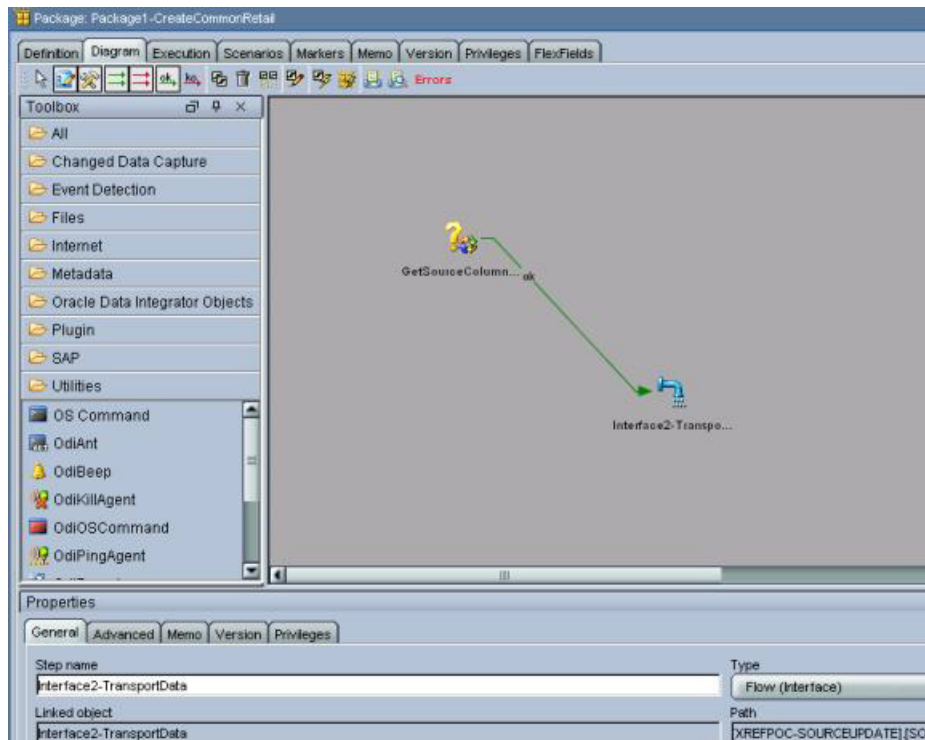 Package: Package1-CreateCommonRetail
Definition Diagram Execution Scenarios Markers Memo Version Privileges FlexFields
ok ko Errors
Toolbox
All
Changed Data Capture
Event Detection
Files
Internet
Metadata
Oracle Data Integrator Objects
Plugin
SAP
Utilities
OS Command
OdiAnt
OdiBeep
OdiKillAgent
OdiOSCommand
OdiPingAgent
GetSourceColumn... ok
Interface2-Transpo...
Properties
General Advanced Memo Version Privileges
Step name
Type
Interface2-TransportData
Flow (Interface)
Linked object
Path
Interface2-TransportData
[XREFPOC-SOURCEUPDATE].[SO